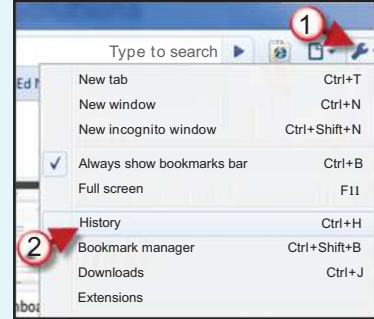 1
Type to search
Ed
New tab Ctrl+T
New window Ctrl+N
New incognito window Ctrl+Shift+N
Always show bookmarks bar Ctrl+B
Full screen F11
History Ctrl+H
2
Bookmark manager Ctrl+Shift+B
Downloads Ctrl+J
Extensions